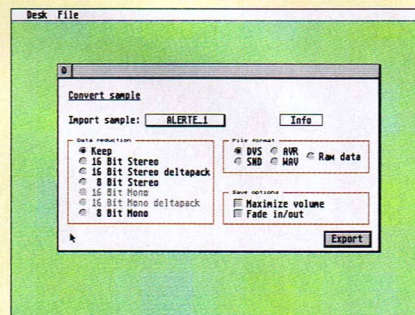 Desk File
Convert sample
Import sample: ALERTE_1 Info
Data reduction
Keep
16 Bit Stereo
16 Bit Stereo deltapack
8 Bit Stereo
16 Bit Mono
16 Bit Mono deltapack
8 Bit Mono
File format
DVS AVR Raw data
SND WAV
Save options
Maximize volume
Fade in/out
Export